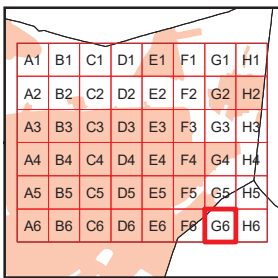 A1 B1 C1 D1 E1 F1 G1 H1
A2 B2 C2 D2 E2 F2 G2 H2
A3 B3 C3 D3 E3 F3 G3 H3
A4 B4 C4 D4 E4 F4 G4 H4
A5 B5 C5 D5 E5 F5 G5 H5
A6 B6 C6 D6 E6 F6 G6 H6